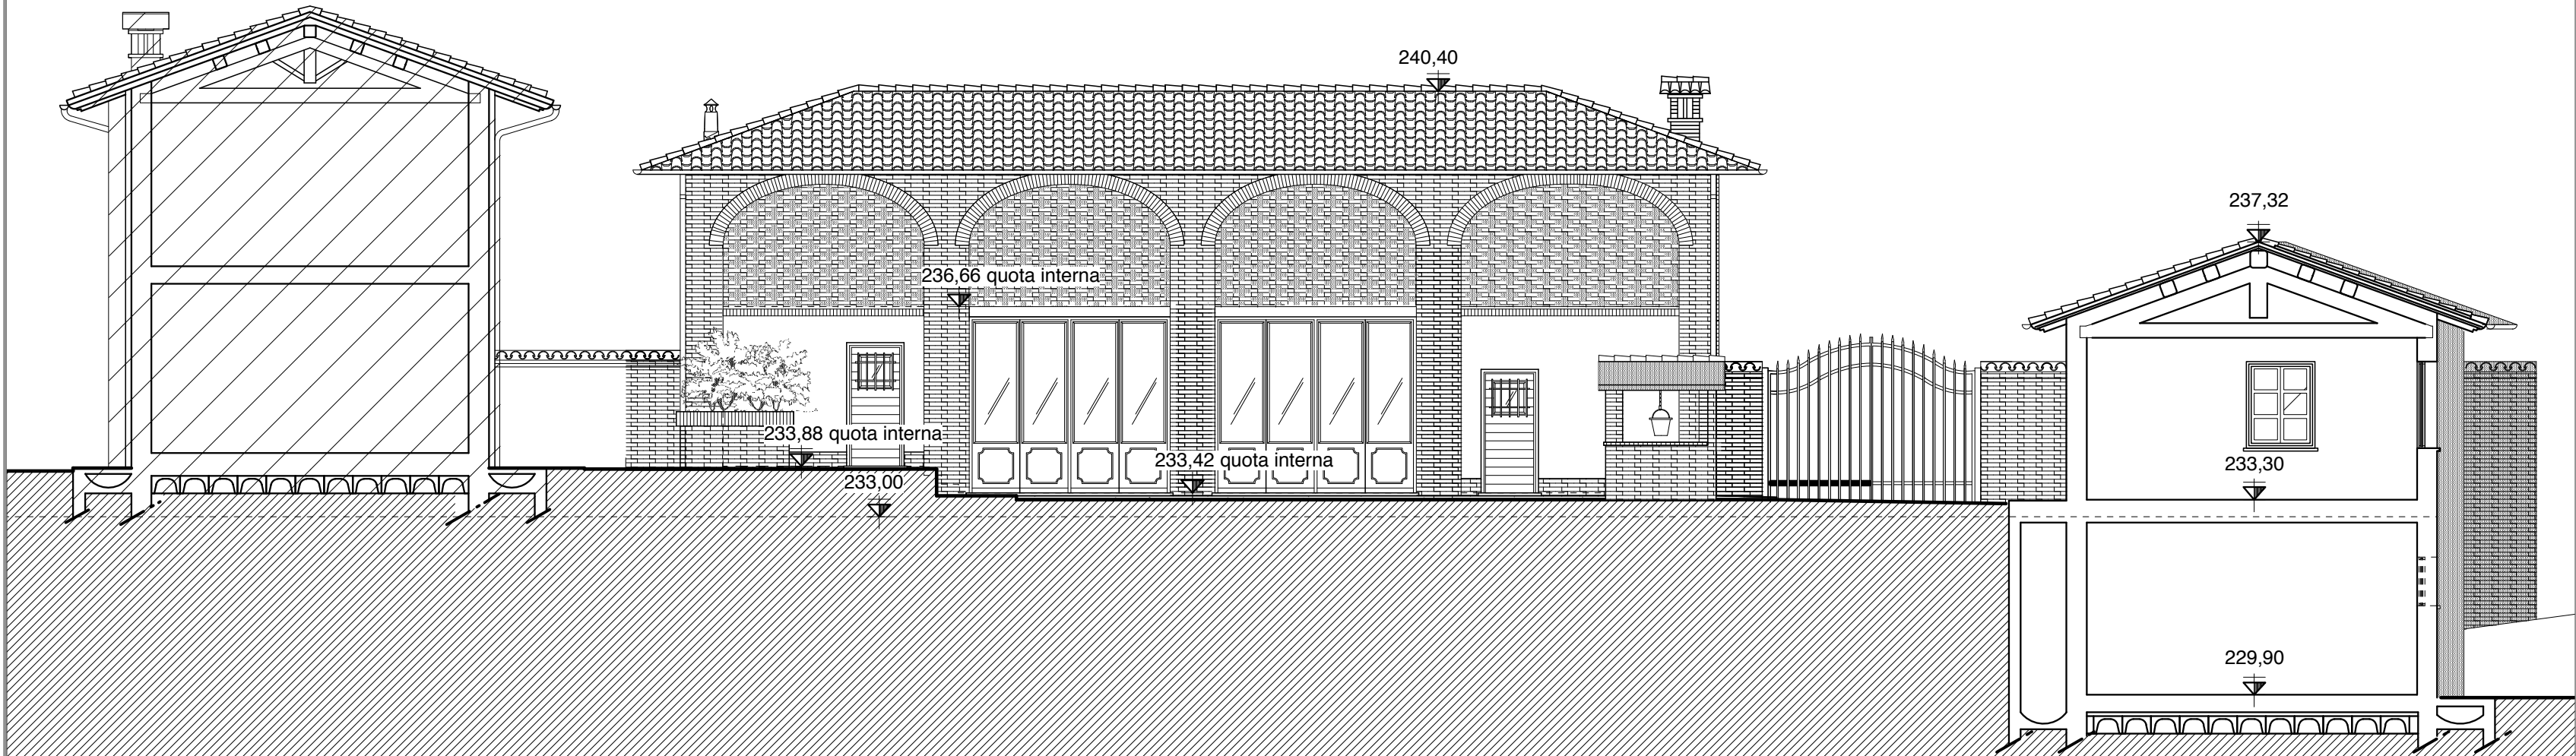 240,40
237,32
236,66 quota interna
233,88 quota interna
233,42 quota interna
233,30
233,00
229,90